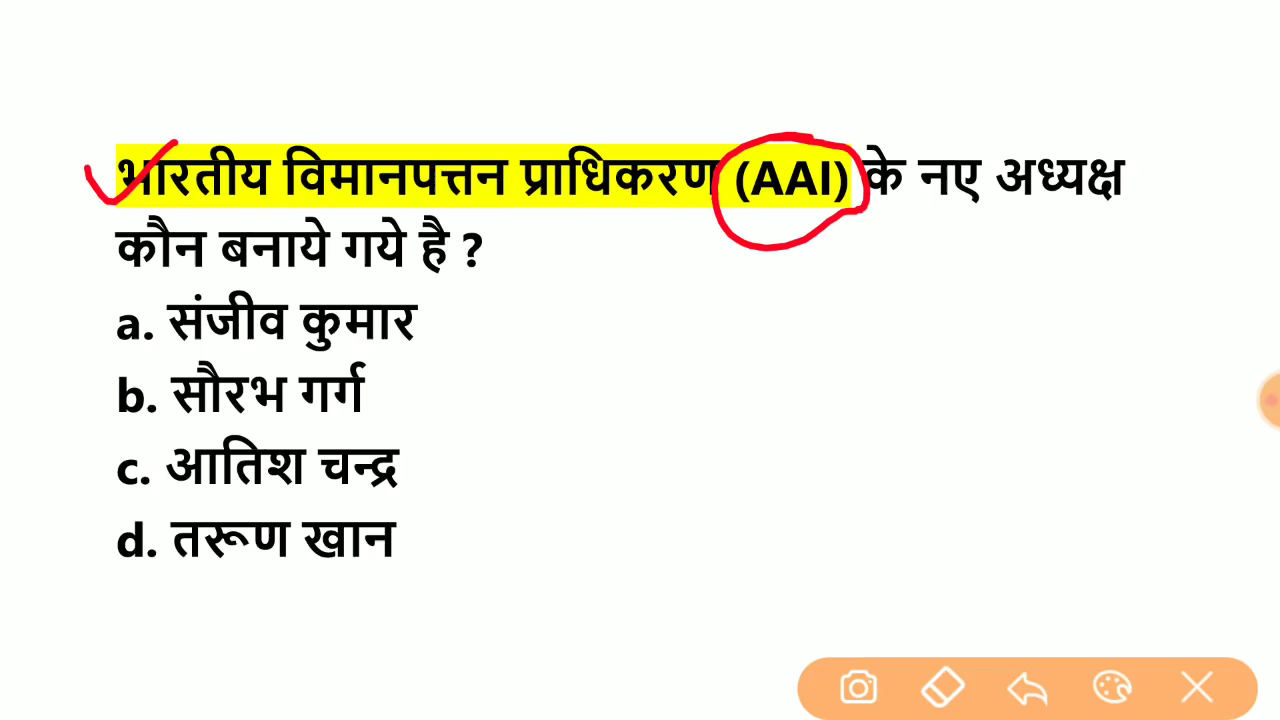 भारतीय विमानपत्तन प्राधिकरण (AAI) के नए अध्यक्ष
कौन बनाये गये है ?
a. संजीव कुमार
b. सौरभ गर्ग
c. आतिश चन्द्र
d. तरूण खान